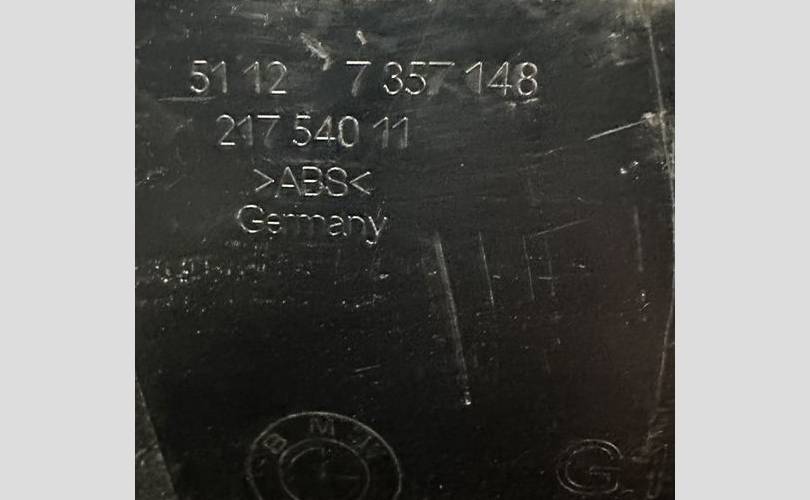 51 12 7 357 148
217 540 11
>ABS<
Germany
BMW
G